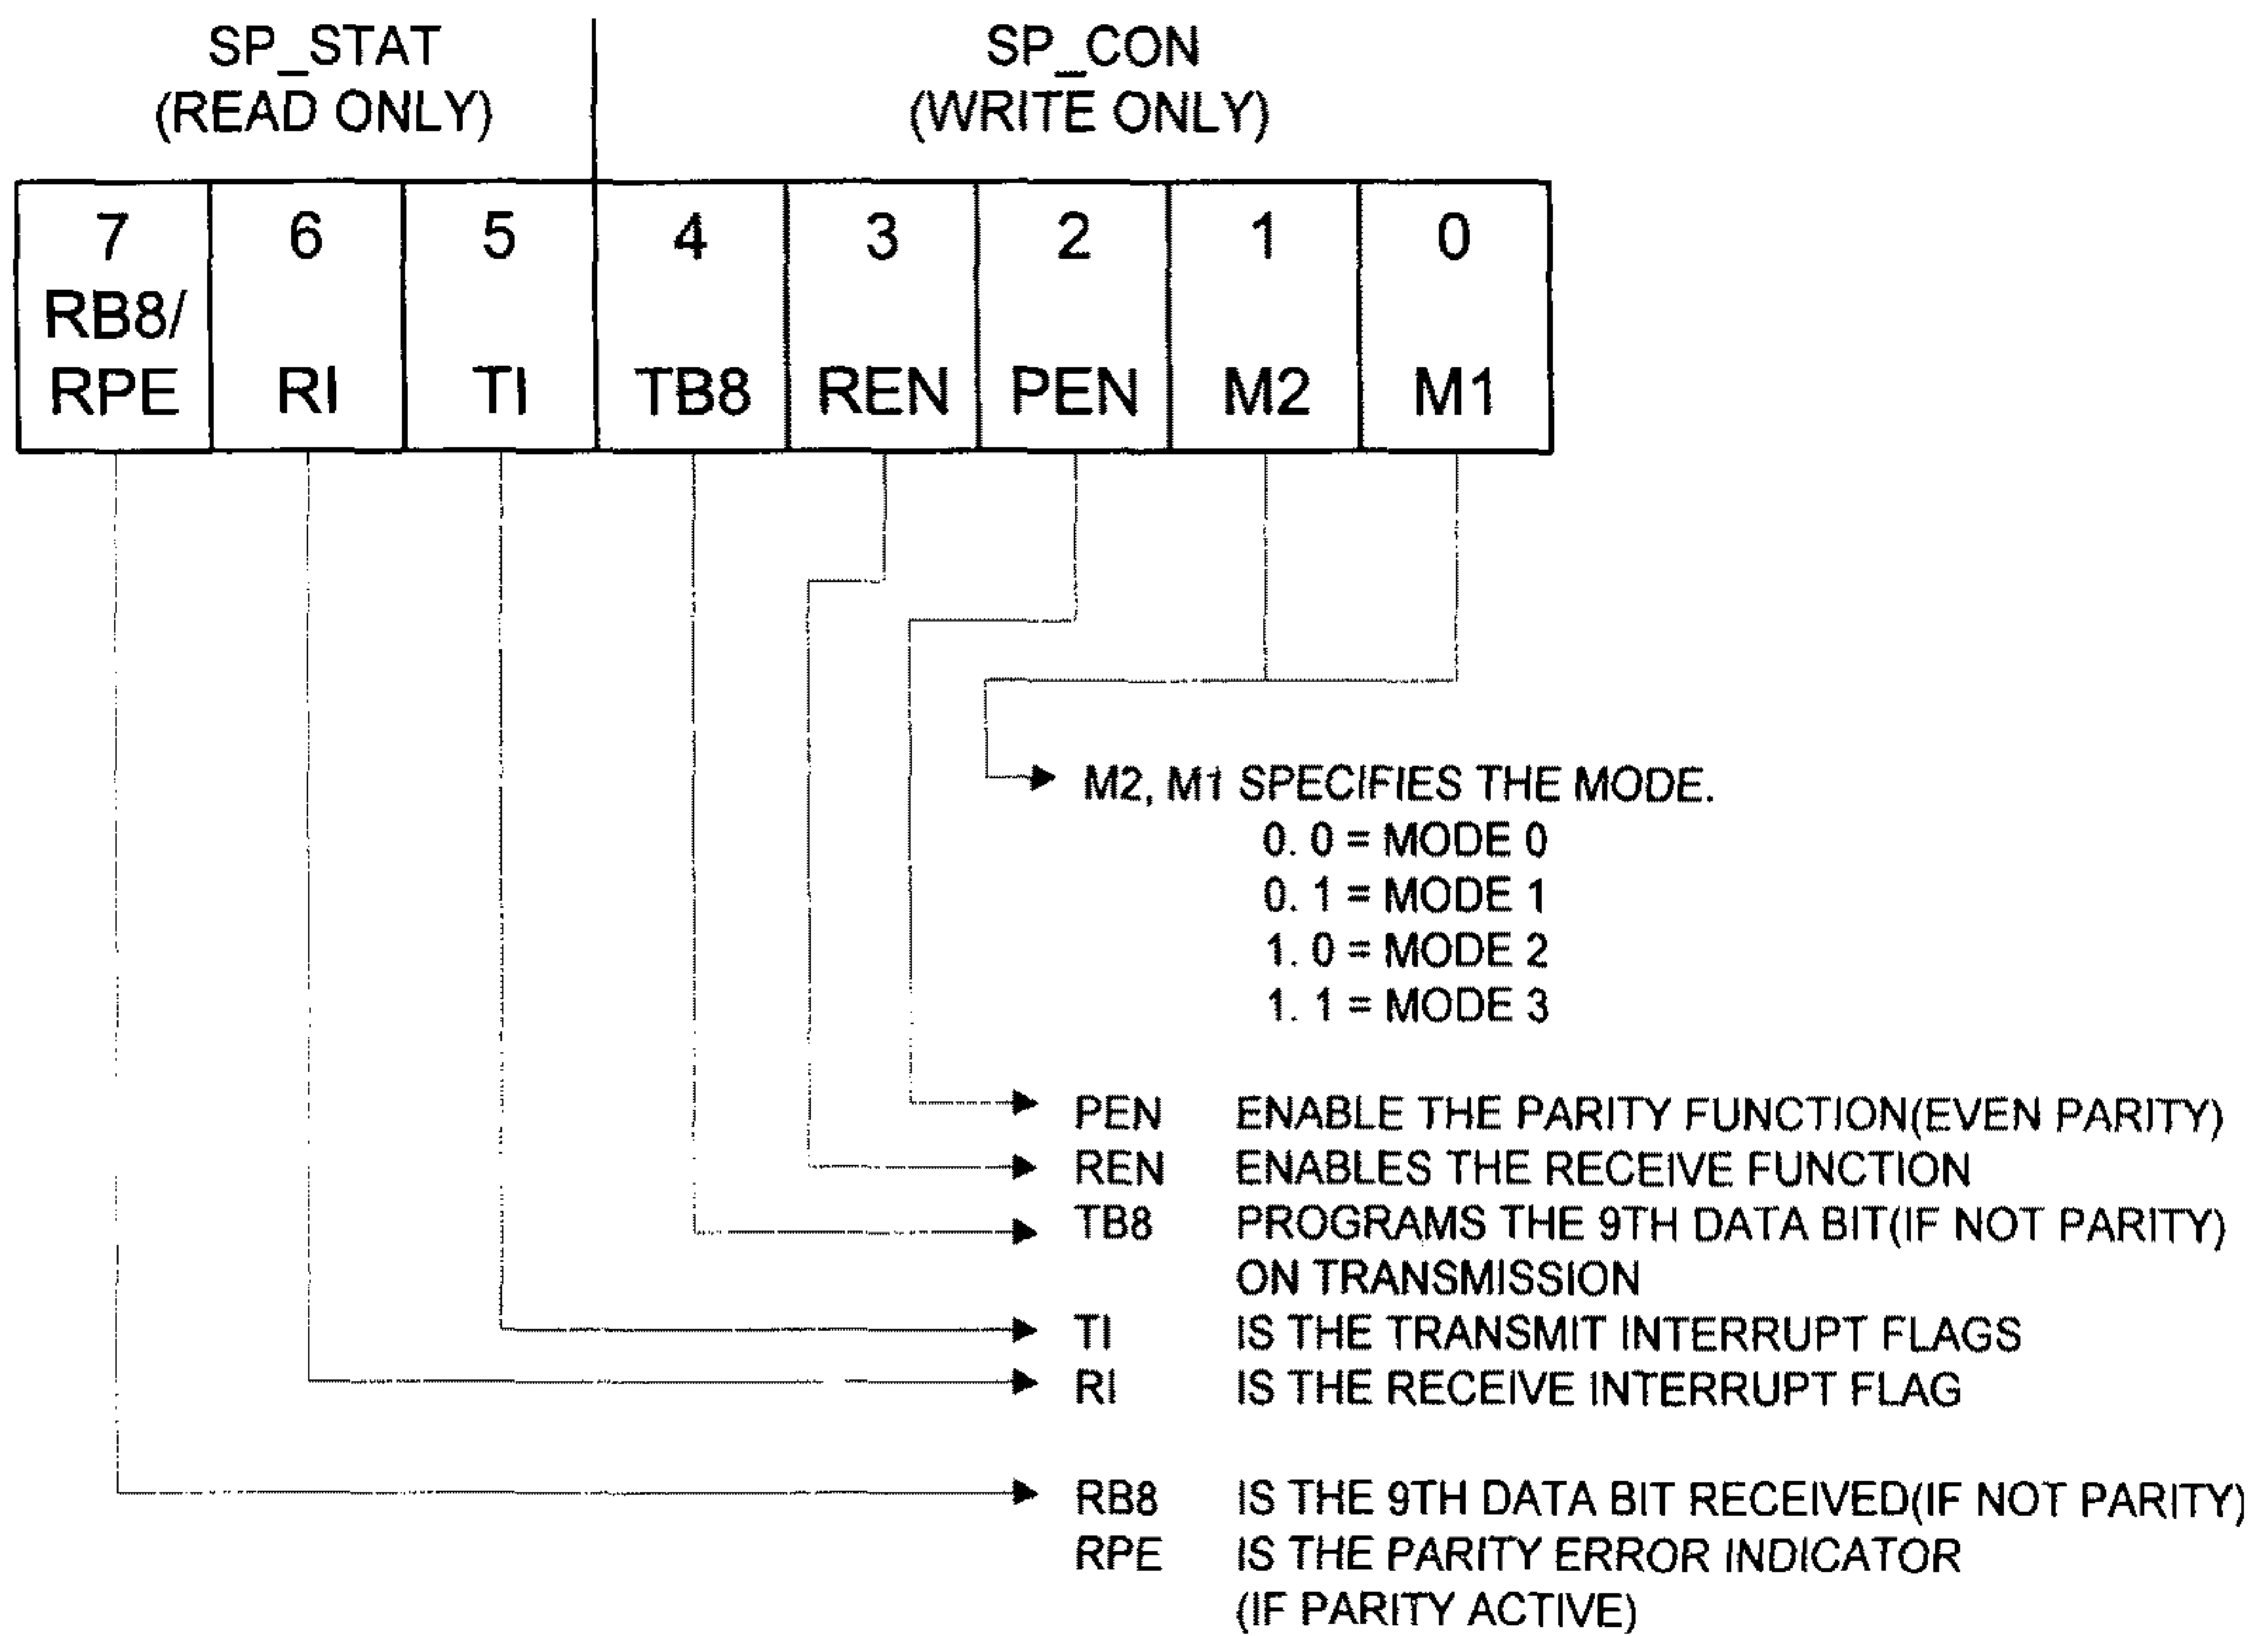 SP_STAT SP_CON
(READ ONLY) (WRITE ONLY)
7 6 5 4 3 2 1 0
RB8/
RPE RI TI TB8 REN PEN M2 M1
M2, M1 SPECIFIES THE MODE.
0. 0 = MODE 0
0. 1 = MODE 1
1. 0 = MODE 2
1. 1 = MODE 3
PEN ENABLE THE PARITY FUNCTION(EVEN PARITY)
REN ENABLES THE RECEIVE FUNCTION
TB8 PROGRAMS THE 9TH DATA BIT(IF NOT PARITY)
ON TRANSMISSION
TI IS THE TRANSMIT INTERRUPT FLAGS
RI IS THE RECEIVE INTERRUPT FLAG
RB8 IS THE 9TH DATA BIT RECEIVED(IF NOT PARITY)
RPE IS THE PARITY ERROR INDICATOR
(IF PARITY ACTIVE)